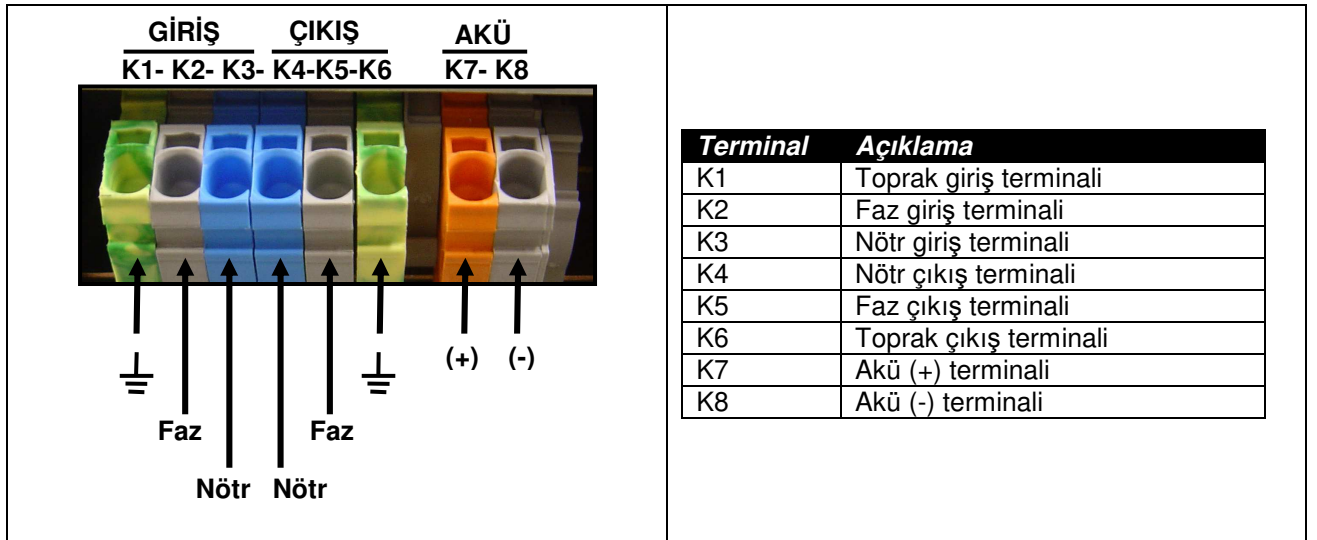 GİRİŞ ÇIKIŞ AKÜ
K1- K2- K3- K4-K5-K6 K7- K8
(+) (-)
Faz Faz
Nötr Nötr
Terminal Açıklama
K1 Toprak giriş terminali
K2 Faz giriş terminali
K3 Nötr giriş terminali
K4 Nötr çıkış terminali
K5 Faz çıkış terminali
K6 Toprak çıkış terminali
K7 Akü (+) terminali
K8 Akü (-) terminali